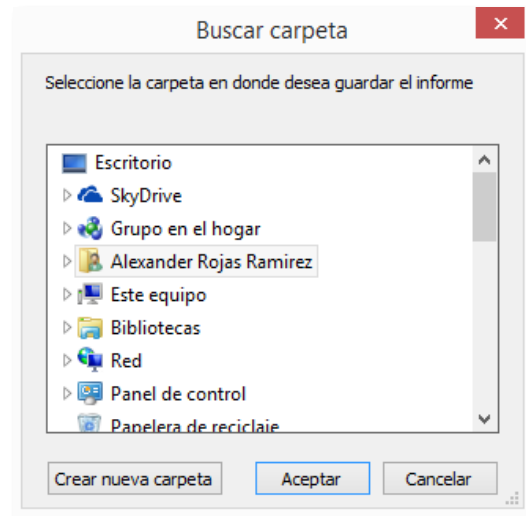 Buscar carpeta
Seleccione la carpeta en donde desea guardar el informe
Escritorio
SkyDrive
Grupo en el hogar
Alexander Rojas Ramirez
Este equipo
Bibliotecas
Red
Panel de control
Papelera de reciclaje
Crear nueva carpeta Aceptar Cancelar